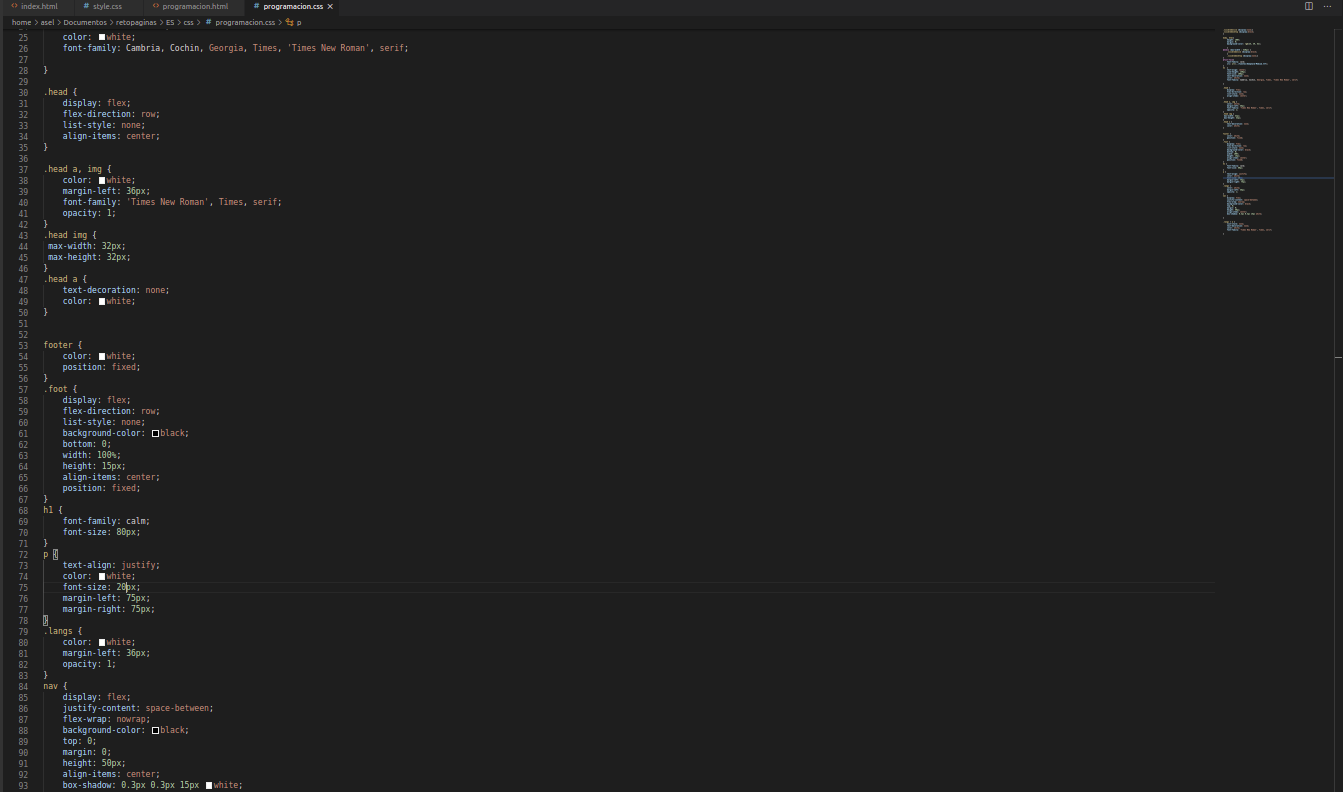 index.html style.css programacion.html programacion.css ×
home > asel > Documentos > retopaginas > ES > css > programacion.css > p
25 color: white;
26 font-family: Cambria, Cochin, Georgia, Times, 'Times New Roman', serif;
27
28 }
29
30 .head {
31 display: flex;
32 flex-direction: row;
33 list-style: none;
34 align-items: center;
35 }
36
37 .head a, img {
38 color: white;
39 margin-left: 36px;
40 font-family: 'Times New Roman', Times, serif;
41 opacity: 1;
42 }
43 .head img {
44 max-width: 32px;
45 max-height: 32px;
46 }
47 .head a {
48 text-decoration: none;
49 color: white;
50 }
51
52
53 footer {
54 color: white;
55 position: fixed;
56 }
57 .foot {
58 display: flex;
59 flex-direction: row;
60 list-style: none;
61 background-color: black;
62 bottom: 0;
63 width: 100%;
64 height: 15px;
65 align-items: center;
66 position: fixed;
67 }
68 h1 {
69 font-family: calm;
70 font-size: 80px;
71 }
72 p {
73 text-align: justify;
74 color: white;
75 font-size: 20px;
76 margin-left: 75px;
77 margin-right: 75px;
78 }
79 .langs {
80 color: white;
81 margin-left: 36px;
82 opacity: 1;
83 }
84 nav {
85 display: flex;
86 justify-content: space-between;
87 flex-wrap: nowrap;
88 background-color: black;
89 top: 0;
90 margin: 0;
91 height: 50px;
92 align-items: center;
93 box-shadow: 0.3px 0.3px 15px white;